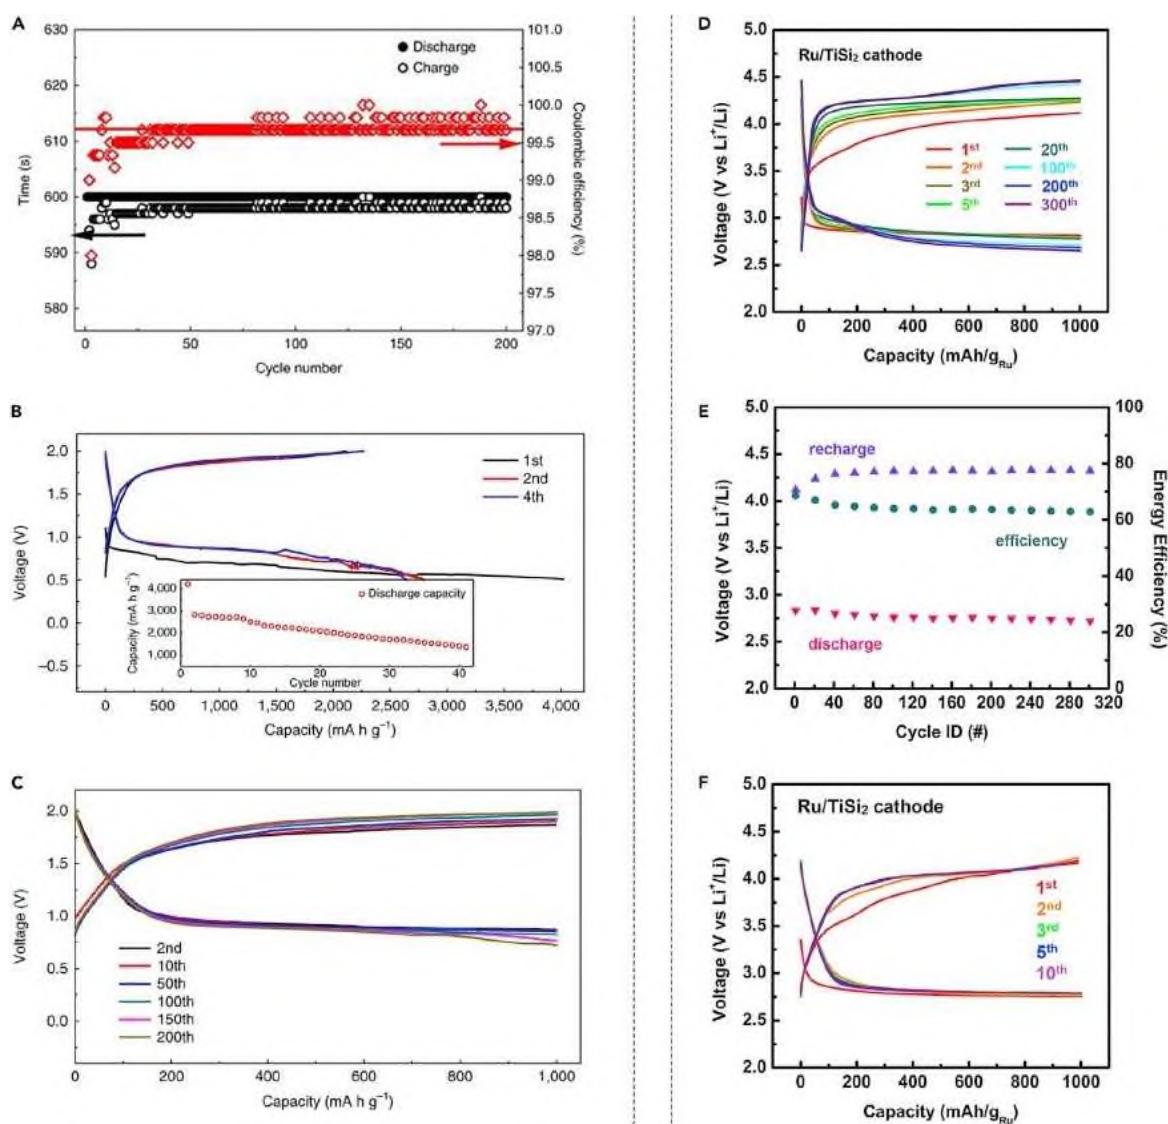 A
630
620
610
600
590
580
Time (s)
Discharge
Charge
101.0
100.5
100.0
99.5
99.0
98.5
98.0
97.5
97.0
Coulombic efficiency (%)
0
50
100
150
200
Cycle number
B
2.0
1.5
1.0
0.5
0.0
–0.5
Voltage (V)
1st
2nd
4th
Capacity (mA h g⁻¹)
4,000
3,000
2,000
1,000
Discharge capacity
0
10
20
30
40
Cycle number
0
500
1,000
1,500
2,000
2,500
3,000
3,500
4,000
Capacity (mA h g⁻¹)
C
2.0
1.5
1.0
0.5
0.0
Voltage (V)
2nd
10th
50th
100th
150th
200th
0
200
400
600
800
1,000
Capacity (mA h g⁻¹)
D
5.0
4.5
4.0
3.5
3.0
2.5
2.0
Voltage (V vs Li⁺/Li)
Ru/TiSi₂ cathode
1st 20th
2nd 100th
3rd 200th
5th 300th
0 200 400 600 800 1000
Capacity (mAh/gRu)
E
5.0
4.5
4.0
3.5
3.0
2.5
2.0
Voltage (V vs Li⁺/Li)
recharge
efficiency
discharge
100
80
60
40
20
0
Energy Efficiency (%)
0 40 80 120 160 200 240 280 320
Cycle ID (#)
F
5.0
4.5
4.0
3.5
3.0
2.5
2.0
Voltage (V vs Li⁺/Li)
Ru/TiSi₂ cathode
1st
2nd
3rd
5th
10th
0 200 400 600 800 1000
Capacity (mAh/gRu)